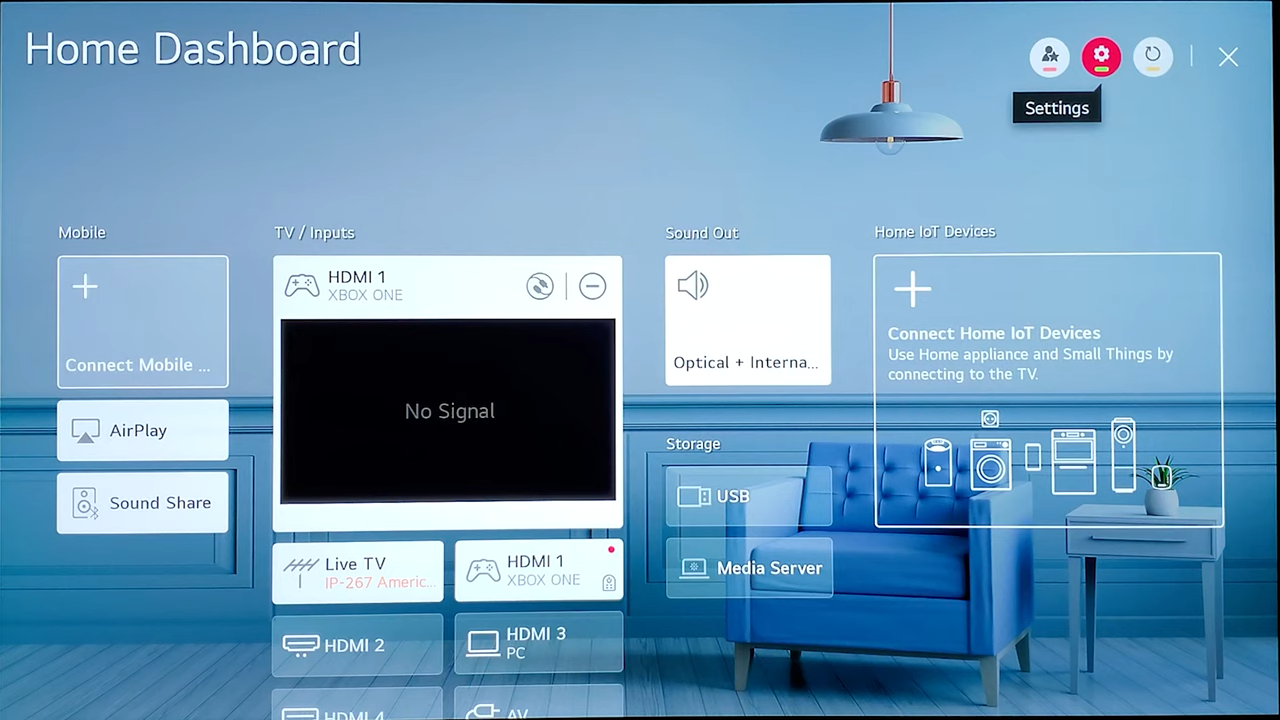 Home Dashboard
Settings
Mobile
Connect Mobile ...
AirPlay
Sound Share
TV / Inputs
HDMI 1
XBOX ONE
No Signal
Live TV
IP-267 Americ...
HDMI 1
XBOX ONE
HDMI 2
HDMI 3
PC
HDMI 4
AV
Sound Out
Optical + Interna...
Storage
USB
Media Server
Home IoT Devices
Connect Home IoT Devices
Use Home appliance and Small Things by
connecting to the TV.